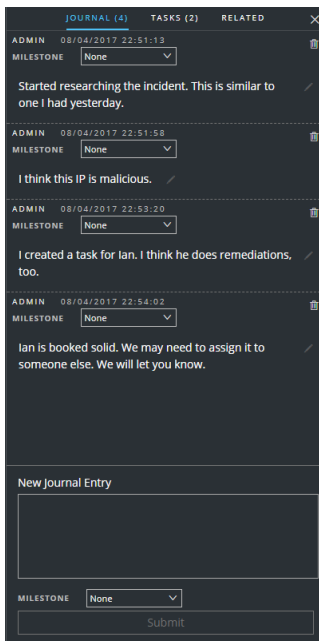 JOURNAL (4) TASKS (2) RELATED
ADMIN 08/04/2017 22:51:13
MILESTONE None
Started researching the incident. This is similar to
one I had yesterday.
ADMIN 08/04/2017 22:51:58
MILESTONE None
I think this IP is malicious.
ADMIN 08/04/2017 22:53:20
MILESTONE None
I created a task for Ian. I think he does remediations,
too.
ADMIN 08/04/2017 22:54:02
MILESTONE None
Ian is booked solid. We may need to assign it to
someone else. We will let you know.
New Journal Entry
MILESTONE None
Submit